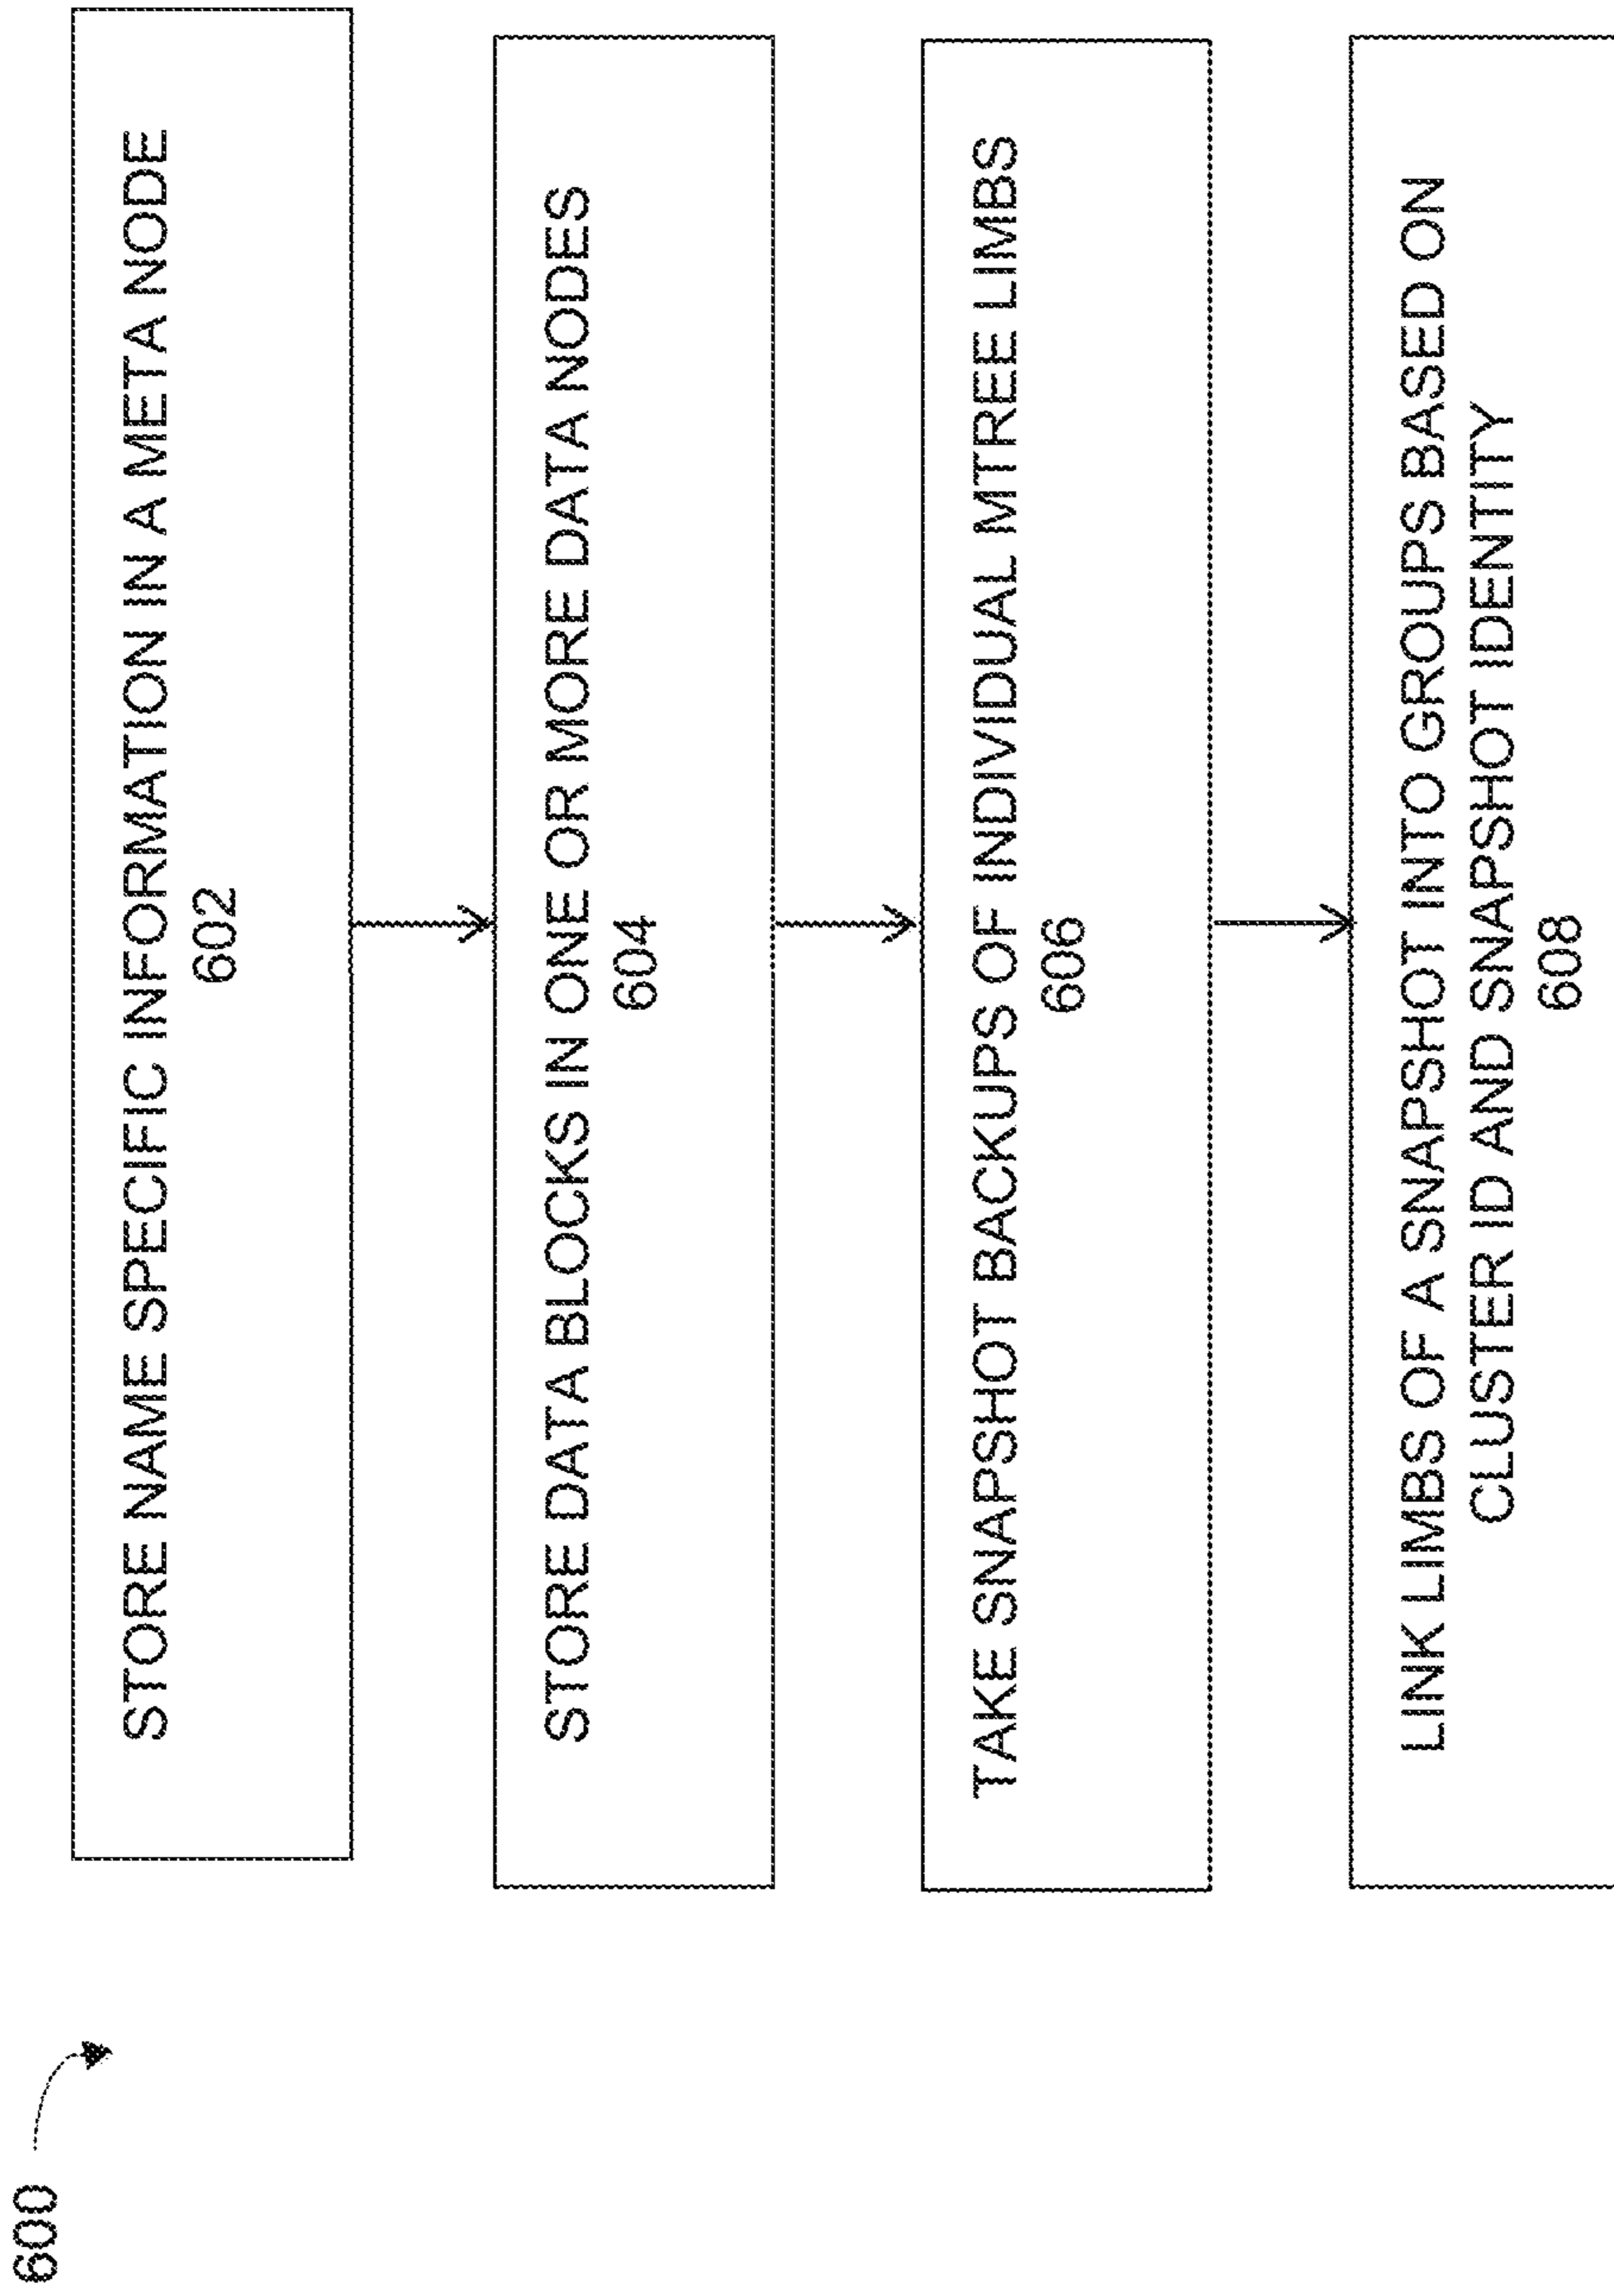 600
STORE NAME SPECIFIC INFORMATION IN A META NODE
602
STORE DATA BLOCKS IN ONE OR MORE DATA NODES
604
TAKE SNAPSHOT BACKUPS OF INDIVIDUAL MTREE LIMBS
606
LINK LIMBS OF A SNAPSHOT INTO GROUPS BASED ON
CLUSTER ID AND SNAPSHOT IDENTITY
608